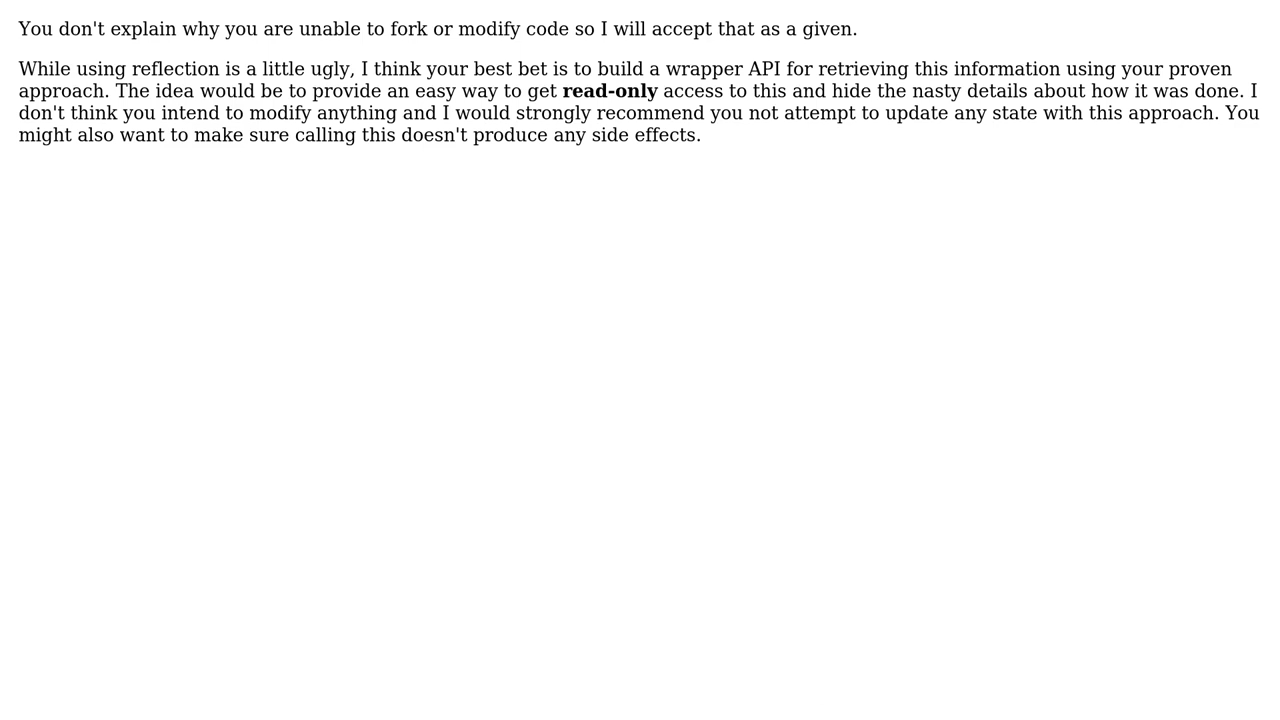 You don't explain why you are unable to fork or modify code so I will accept that as a given.
While using reflection is a little ugly, I think your best bet is to build a wrapper API for retrieving this information using your proven
approach. The idea would be to provide an easy way to get read-only access to this and hide the nasty details about how it was done. I
don't think you intend to modify anything and I would strongly recommend you not attempt to update any state with this approach. You
might also want to make sure calling this doesn't produce any side effects.